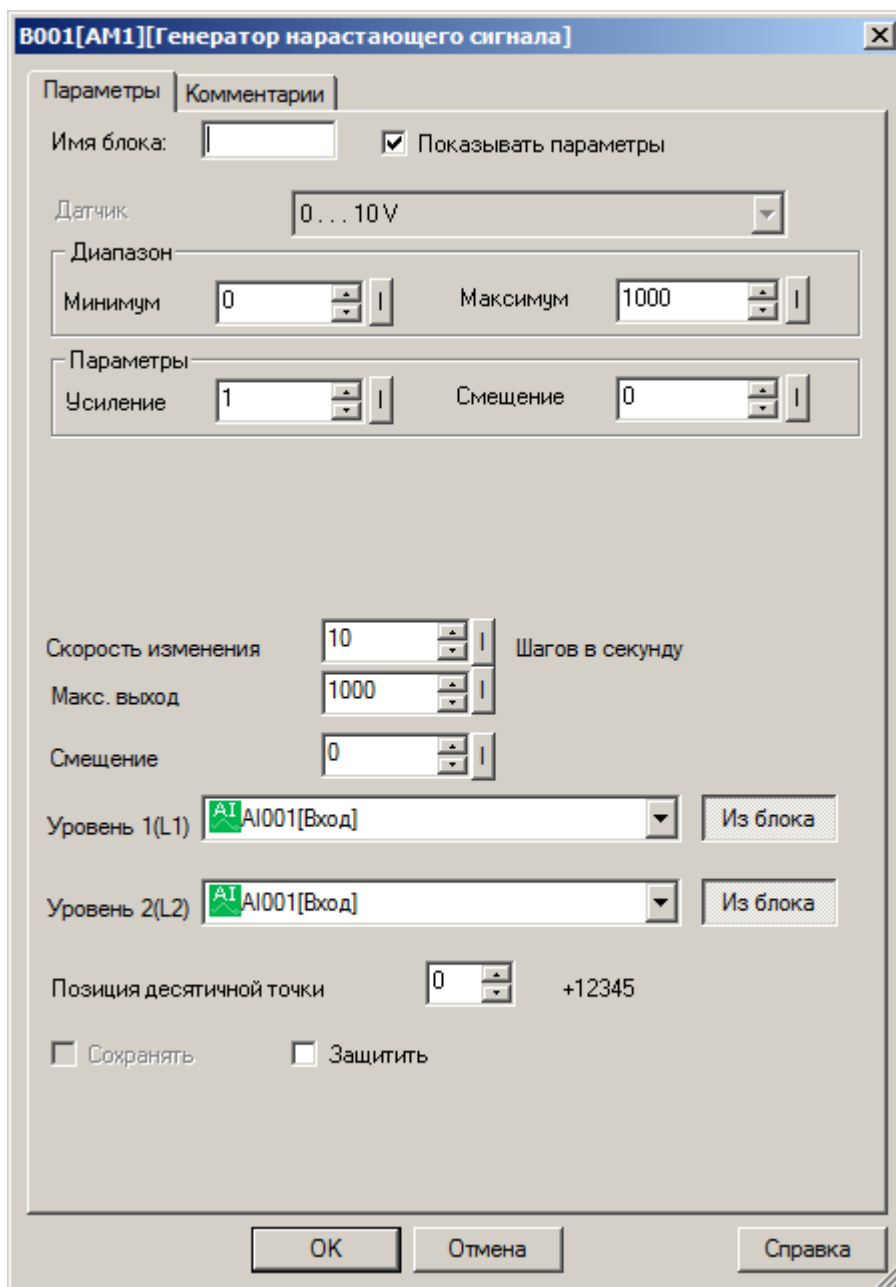 B001[AM1][Генератор нарастающего сигнала]
Параметры Комментарии
Имя блока: Показывать параметры
Датчик 0 . . . 10 V
Диапазон
Минимум 0 I Максимум 1000 I
Параметры
Усиление 1 I Смещение 0 I
Скорость изменения 10 I Шагов в секунду
Макс. выход 1000 I
Смещение 0 I
Уровень 1(L1) AI AI001[Вход] Из блока
Уровень 2(L2) AI AI001[Вход] Из блока
Позиция десятичной точки 0 +12345
Сохранять Защитить
OK Отмена Справка